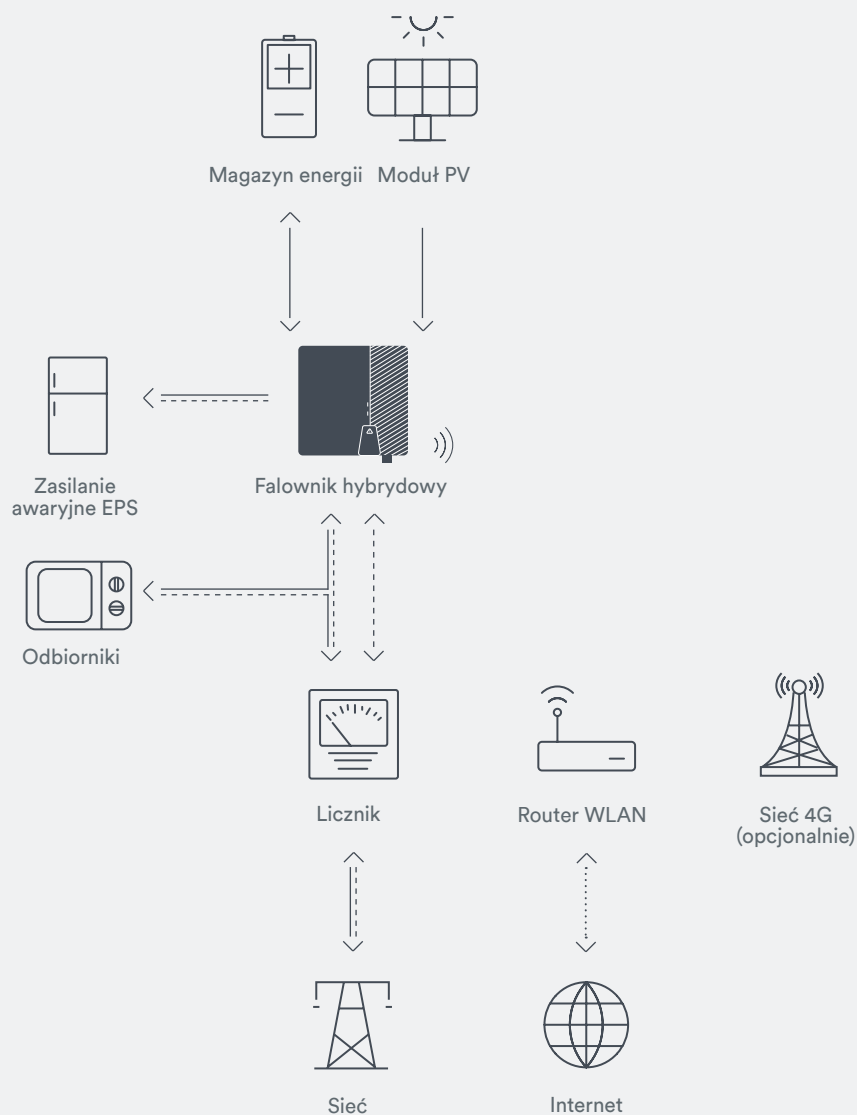 Magazyn energii
Moduł PV
Zasilanie
awaryjne EPS
Falownik hybrydowy
Odbiorniki
Licznik
Router WLAN
Sieć 4G
(opcjonalnie)
Sieć
Internet